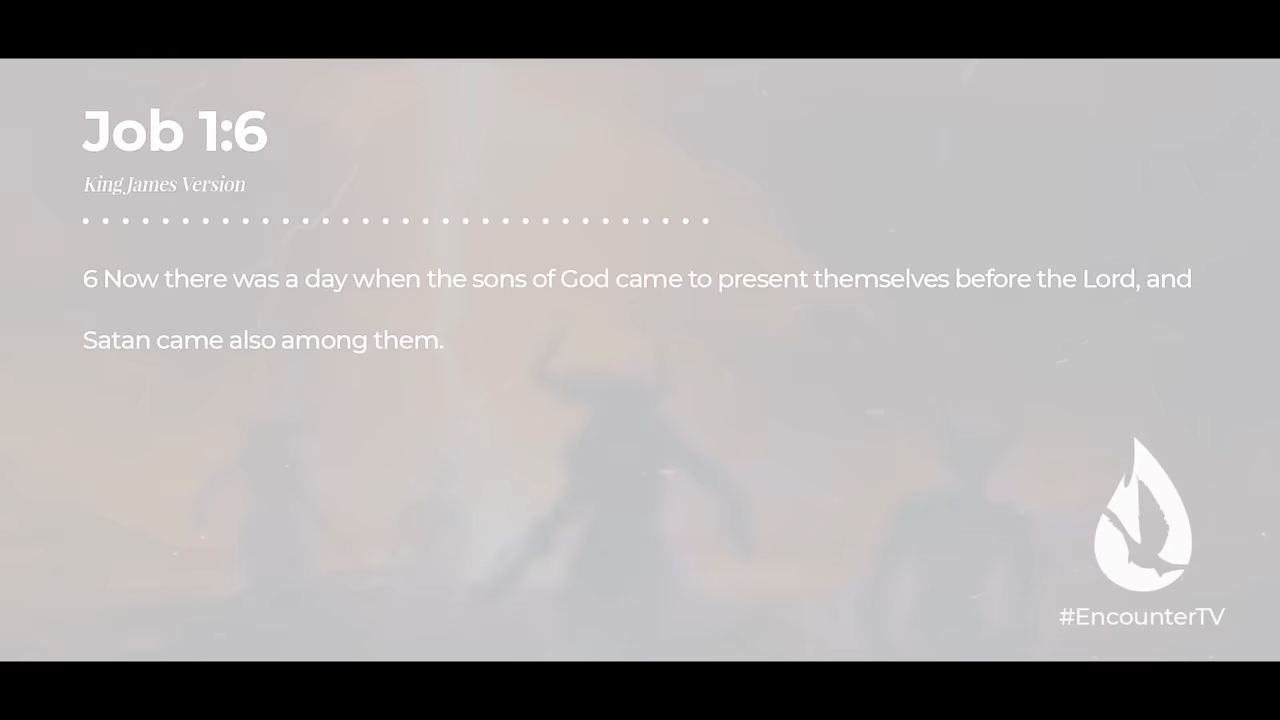 Job 1:6
King James Version
6 Now there was a day when the sons of God came to present themselves before the Lord, and
Satan came also among them.
#EncounterTV